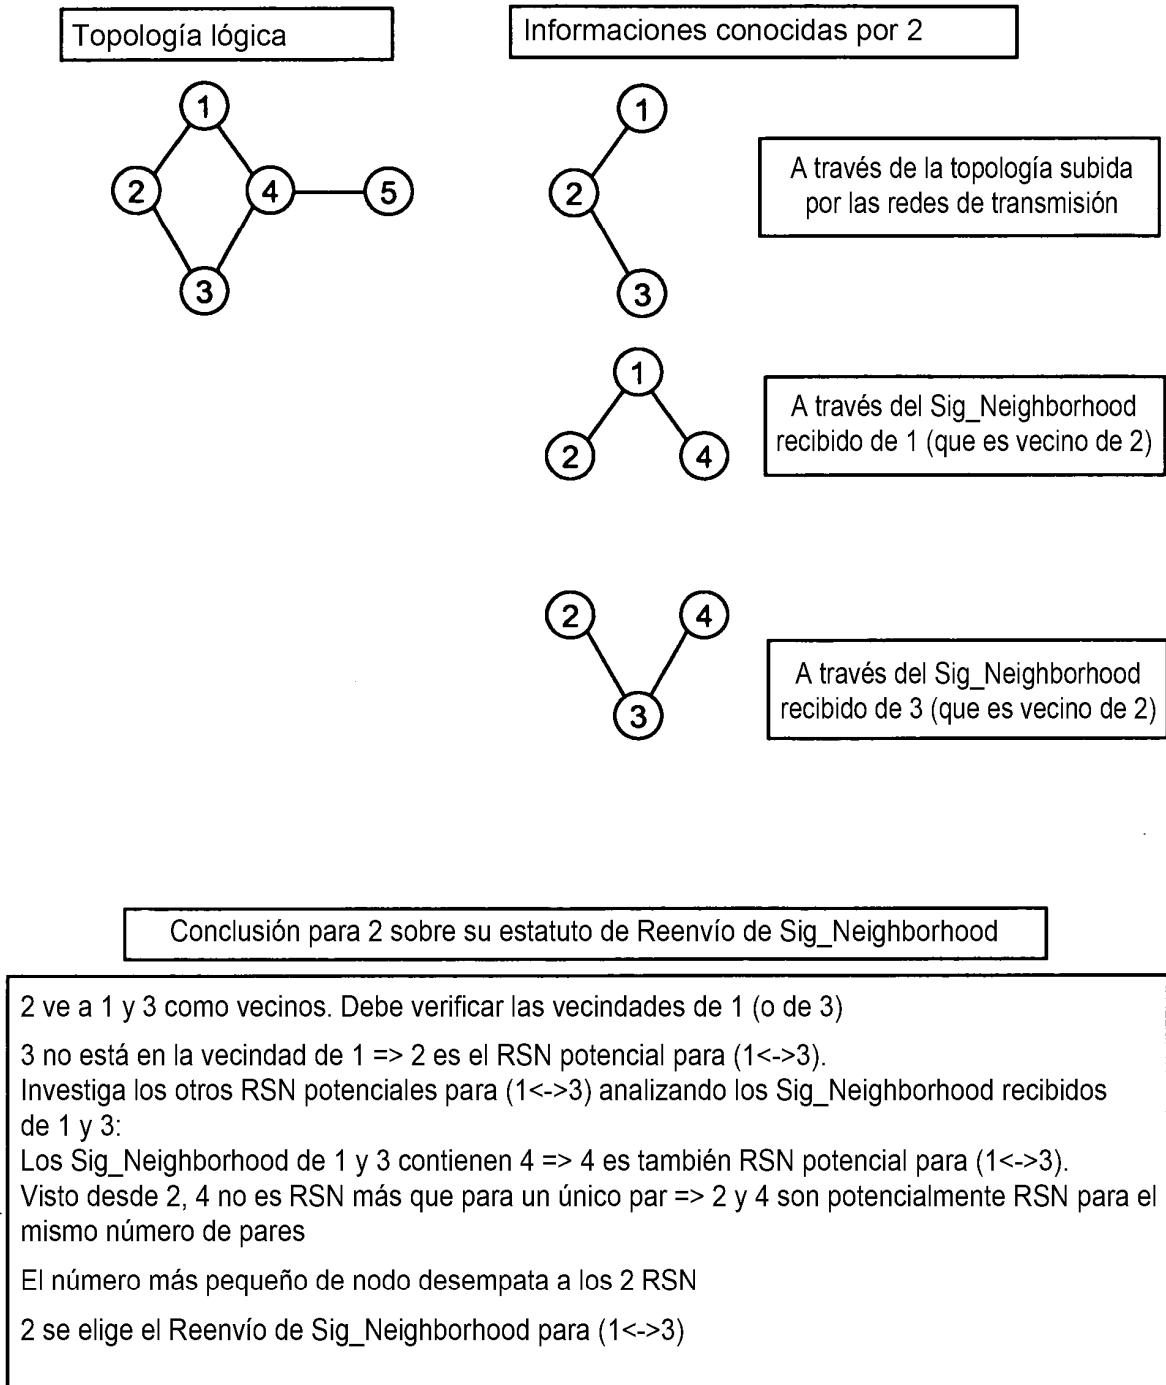 Topología lógica
Informaciones conocidas por 2
1
2
4
5
3
1
2
3
A través de la topología subida
por las redes de transmisión
1
2
4
A través del Sig_Neighborhood
recibido de 1 (que es vecino de 2)
2
4
3
A través del Sig_Neighborhood
recibido de 3 (que es vecino de 2)
Conclusión para 2 sobre su estatuto de Reenvío de Sig_Neighborhood
2 ve a 1 y 3 como vecinos. Debe verificar las vecindades de 1 (o de 3)
3 no está en la vecindad de 1 => 2 es el RSN potencial para (1<->3).
Investiga los otros RSN potenciales para (1<->3) analizando los Sig_Neighborhood recibidos
de 1 y 3:
Los Sig_Neighborhood de 1 y 3 contienen 4 => 4 es también RSN potencial para (1<->3).
Visto desde 2, 4 no es RSN más que para un único par => 2 y 4 son potencialmente RSN para el
mismo número de pares
El número más pequeño de nodo desempata a los 2 RSN
2 se elige el Reenvío de Sig_Neighborhood para (1<->3)